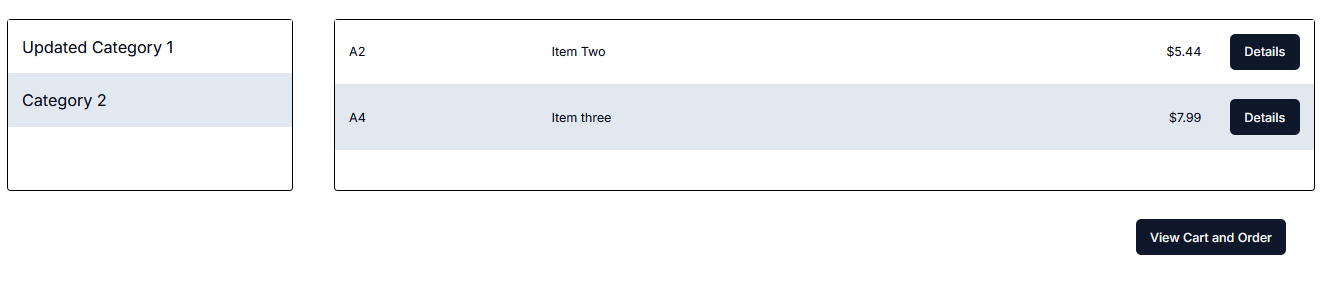 Updated Category 1
Category 2
A2 Item Two $5.44 Details
A4 Item three $7.99 Details
View Cart and Order